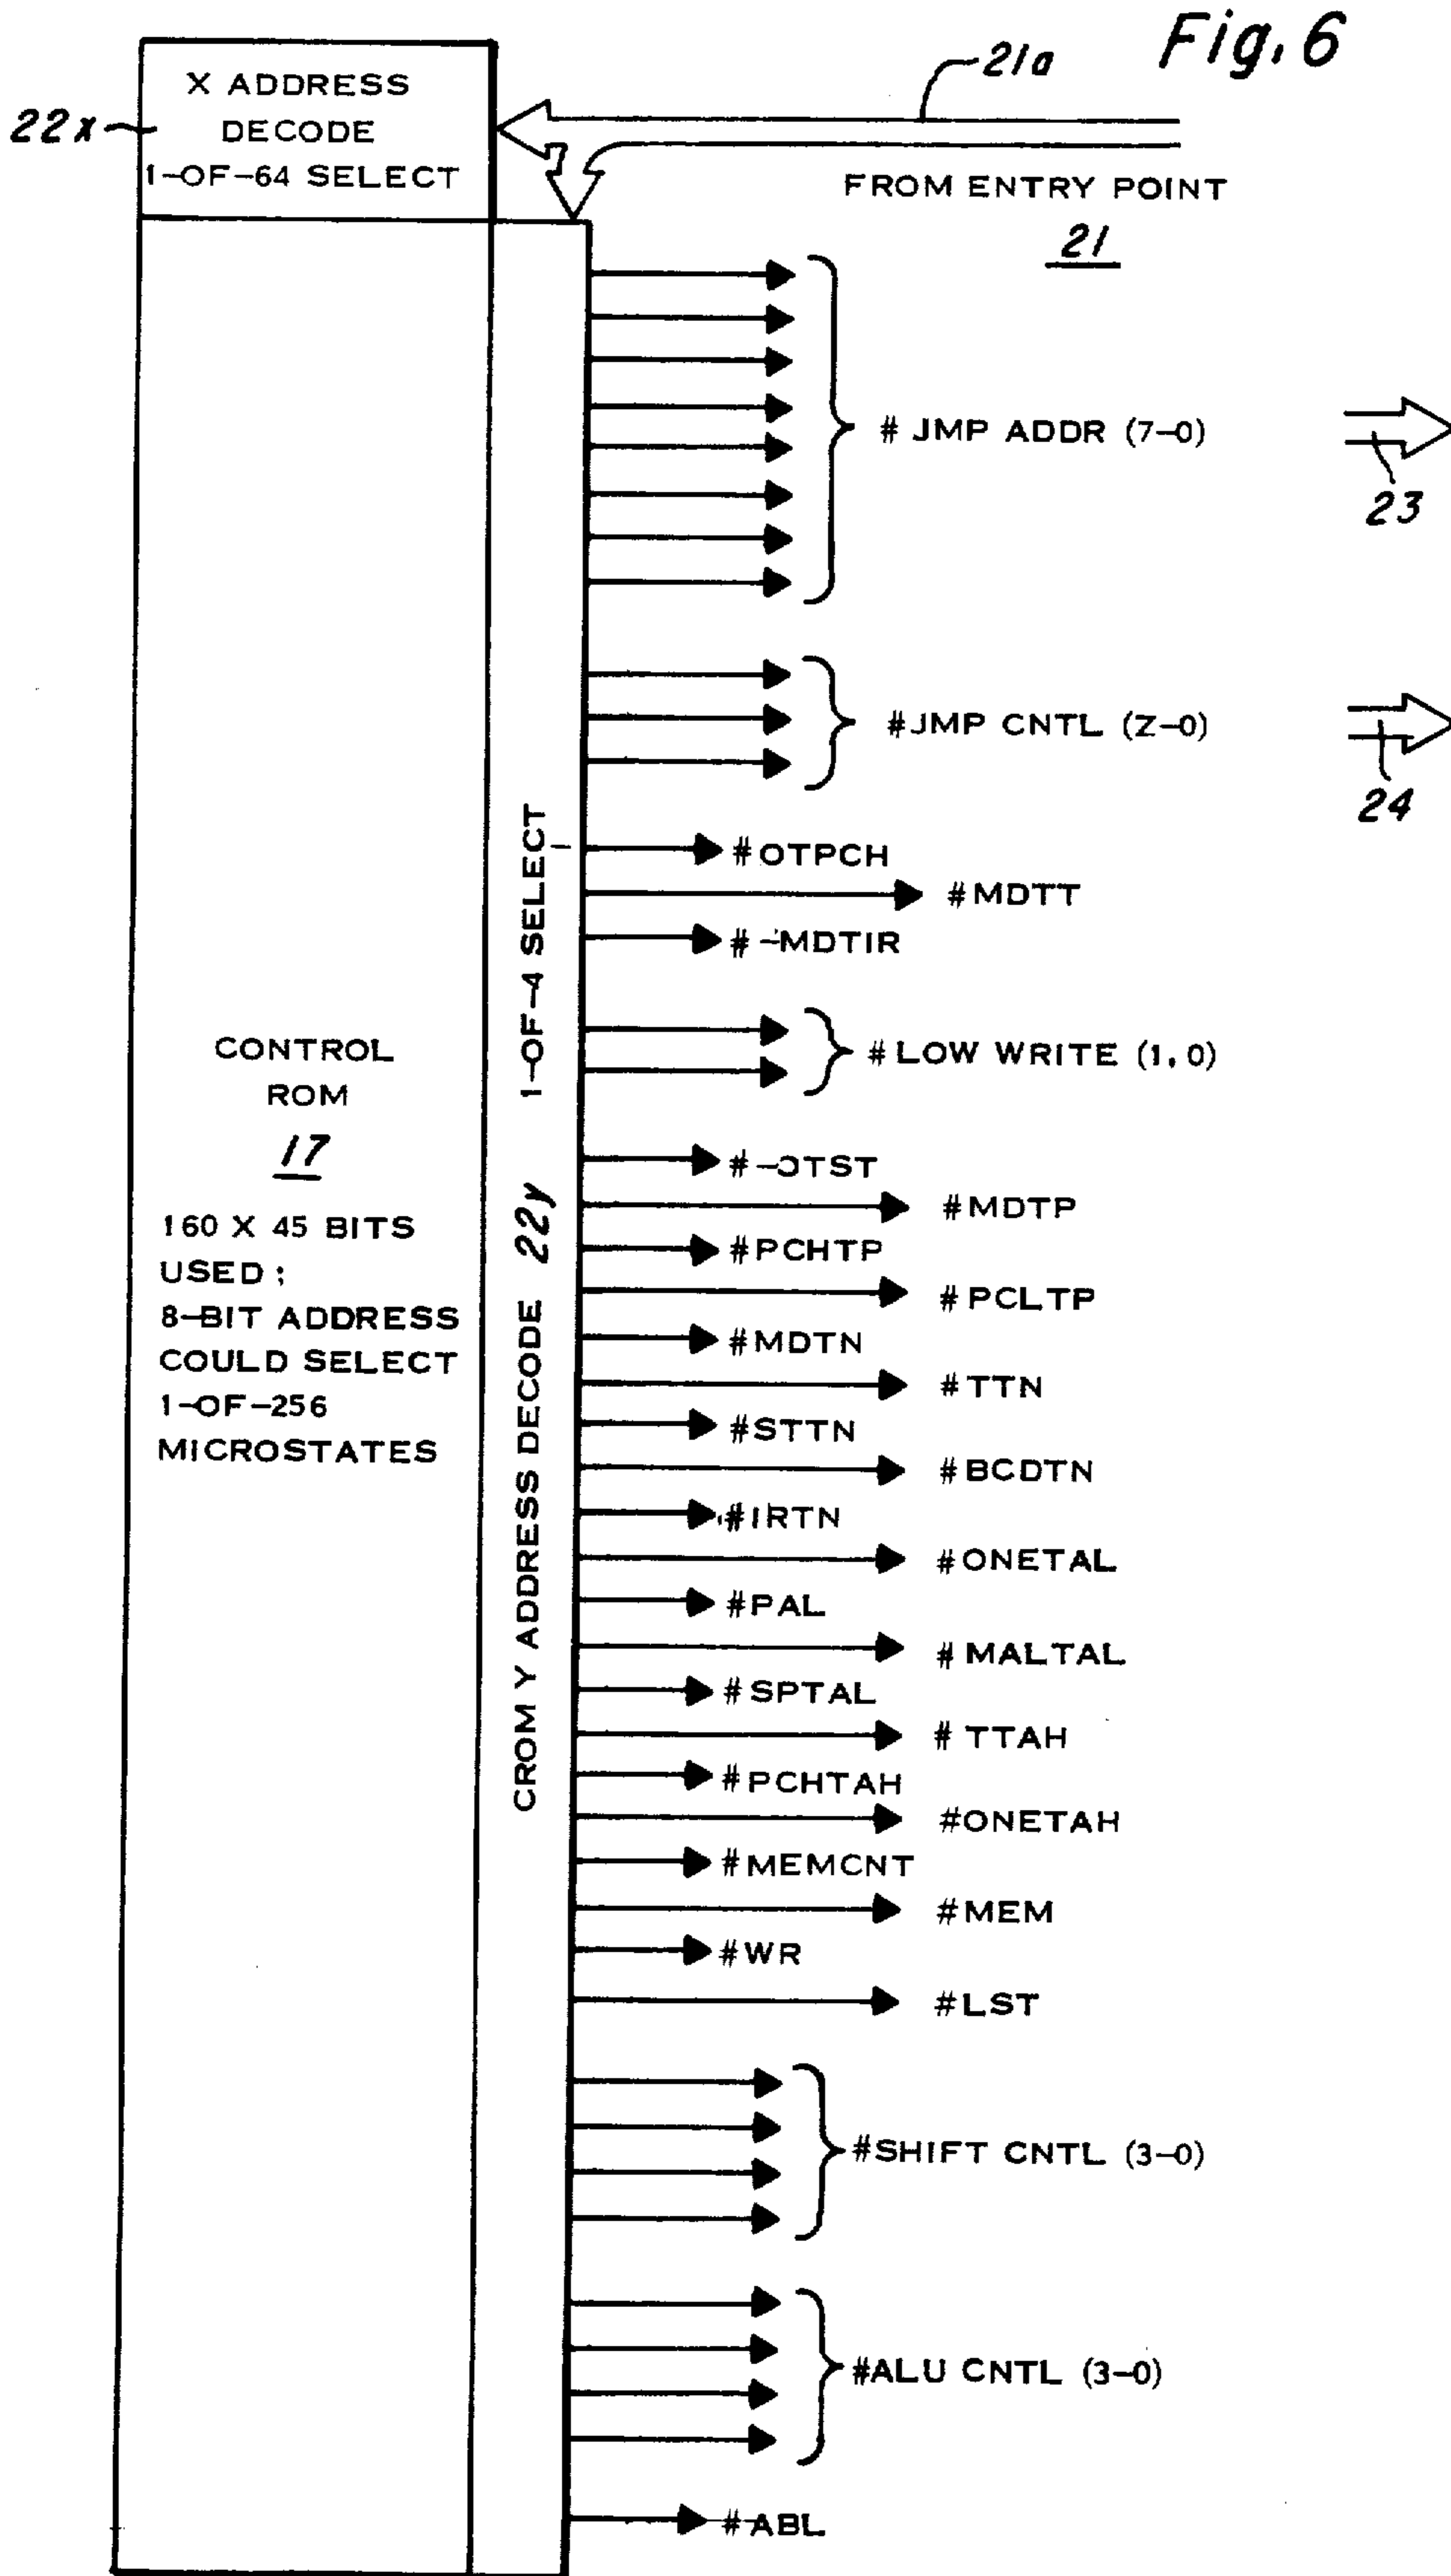 Fig. 6
X ADDRESS
DECODE
1-OF-64 SELECT
22x
21a
FROM ENTRY POINT
21
# JMP ADDR (7-0)
23
#JMP CNTL (Z-0)
24
#OTPCH
#MDTT
#-MDTIR
#LOW WRITE (1,0)
#-OTST
#MDTP
#PCHTP
#PCLTP
#MDTN
#TTN
#STTN
#BCDTN
#IRTN
#ONETAL
#PAL
# MALTAL
#SPTAL
# TTAH
#PCHTAH
#ONETAH
#MEMCNT
#MEM
#WR
#LST
#SHIFT CNTL (3-0)
#ALU CNTL (3-0)
#ABL
CROM Y ADDRESS DECODE 22y 1-OF-4 SELECT
CONTROL
ROM
17
160 X 45 BITS
USED ;
8-BIT ADDRESS
COULD SELECT
1-OF-256
MICROSTATES